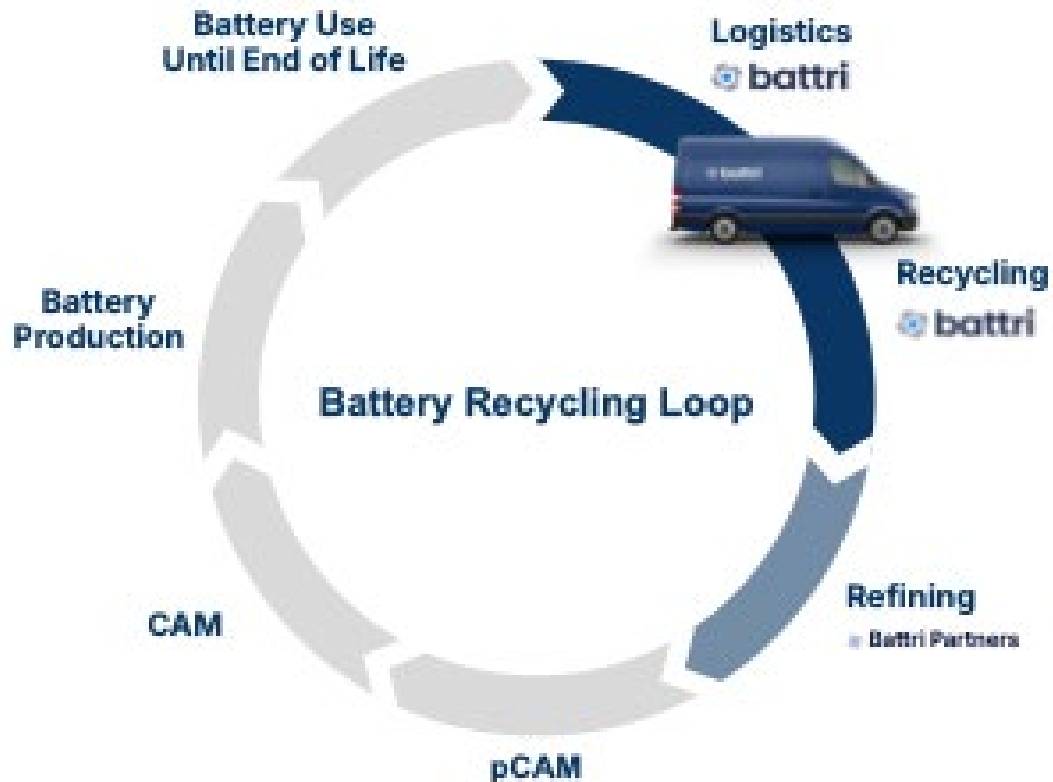 Battery Use
Until End of Life
Logistics
battri
battri
Recycling
battri
Battery
Production
Battery Recycling Loop
Refining
Battri Partners
CAM
pCAM